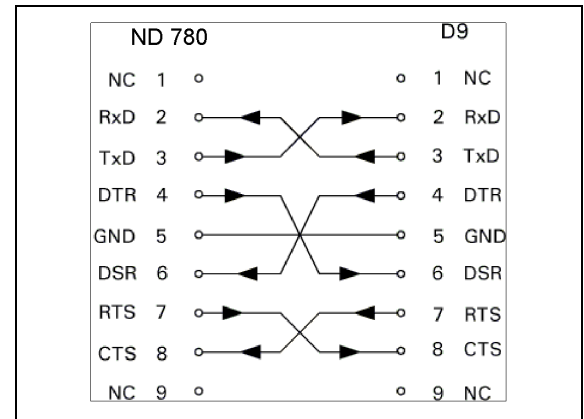 ND 780 D9
NC 1 1 NC
RxD 2 2 RxD
TxD 3 3 TxD
DTR 4 4 DTR
GND 5 5 GND
DSR 6 6 DSR
RTS 7 7 RTS
CTS 8 8 CTS
NC 9 9 NC